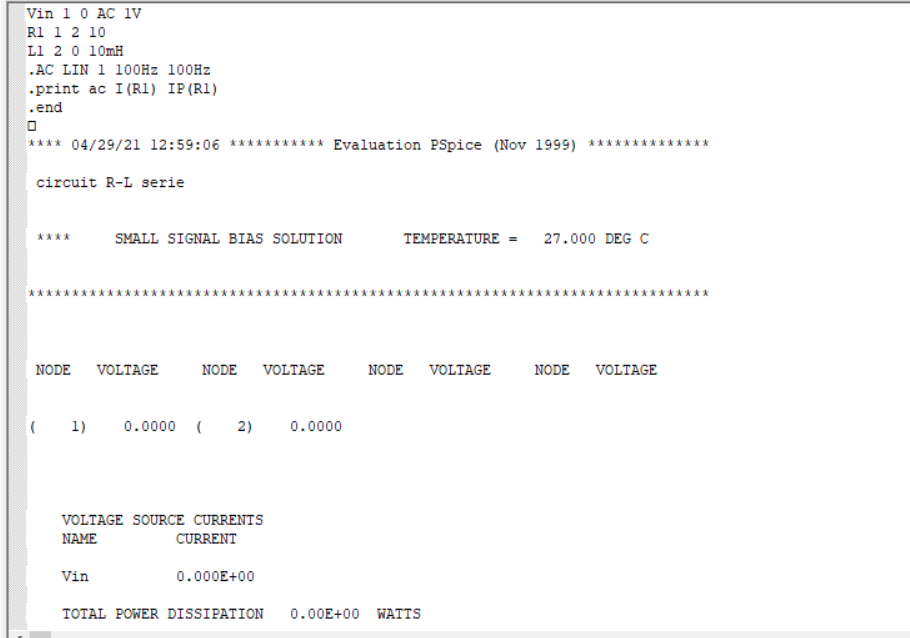 Vin 1 0 AC 1V
R1 1 2 10
L1 2 0 10mH
.AC LIN 1 100Hz 100Hz
.print ac I(R1) IP(R1)
.end
**** 04/29/21 12:59:06 *********** Evaluation PSpice (Nov 1999) **************
circuit R-L serie
**** SMALL SIGNAL BIAS SOLUTION TEMPERATURE = 27.000 DEG C
******************************************************************************
NODE VOLTAGE NODE VOLTAGE NODE VOLTAGE NODE VOLTAGE
( 1) 0.0000 ( 2) 0.0000
VOLTAGE SOURCE CURRENTS
NAME CURRENT
Vin 0.000E+00
TOTAL POWER DISSIPATION 0.00E+00 WATTS